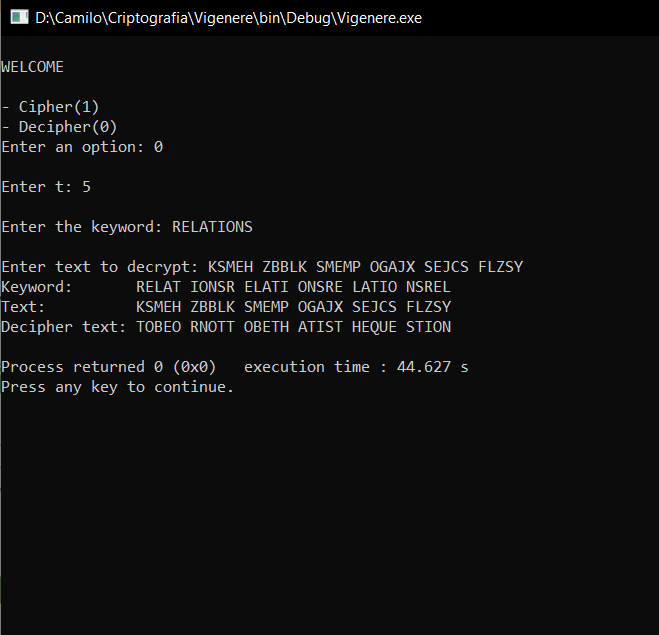 D:\Camilo\Criptografia\Vigenere\bin\Debug\Vigenere.exe
WELCOME
- Cipher(1)
- Decipher(0)
Enter an option: 0
Enter t: 5
Enter the keyword: RELATIONS
Enter text to decrypt: KSMEH ZBBLK SMEMP OGAJX SEJCS FLZSY
Keyword:       RELAT IONSR ELATI ONSRE LATIO NSREL
Text:          KSMEH ZBBLK SMEMP OGAJX SEJCS FLZSY
Decipher text: TOBEO RNOTT OBETH ATIST HEQUE STION
Process returned 0 (0x0)   execution time : 44.627 s
Press any key to continue.